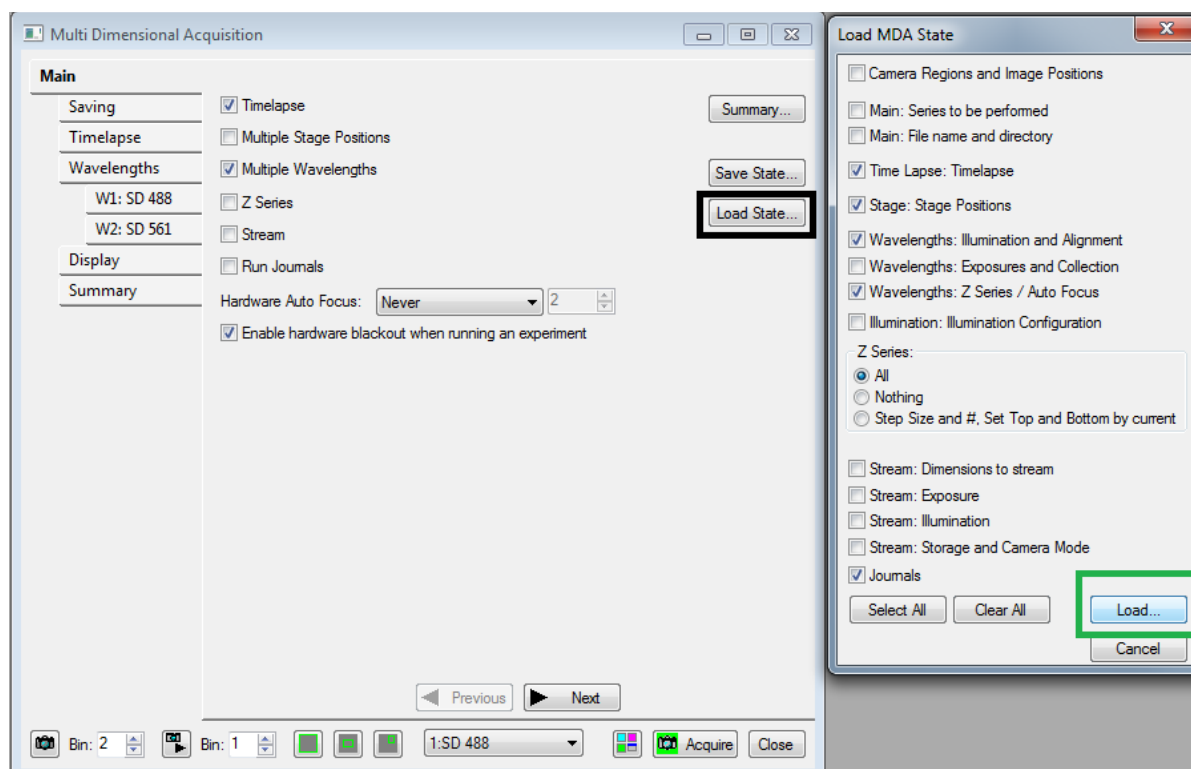 Multi Dimensional Acquisition
Main
Saving
Timelapse
Wavelengths
W1: SD 488
W2: SD 561
Display
Summary
Timelapse
Multiple Stage Positions
Multiple Wavelengths
Z Series
Stream
Run Journals
Hardware Auto Focus: Never 2
Enable hardware blackout when running an experiment
Summary...
Save State...
Load State...
Previous Next
Bin: 2 Bin: 1 1:SD 488 Acquire Close
Load MDA State
Camera Regions and Image Positions
Main: Series to be performed
Main: File name and directory
Time Lapse: Timelapse
Stage: Stage Positions
Wavelengths: Illumination and Alignment
Wavelengths: Exposures and Collection
Wavelengths: Z Series / Auto Focus
Illumination: Illumination Configuration
Z Series:
All
Nothing
Step Size and #, Set Top and Bottom by current
Stream: Dimensions to stream
Stream: Exposure
Stream: Illumination
Stream: Storage and Camera Mode
Journals
Select All Clear All Load...
Cancel